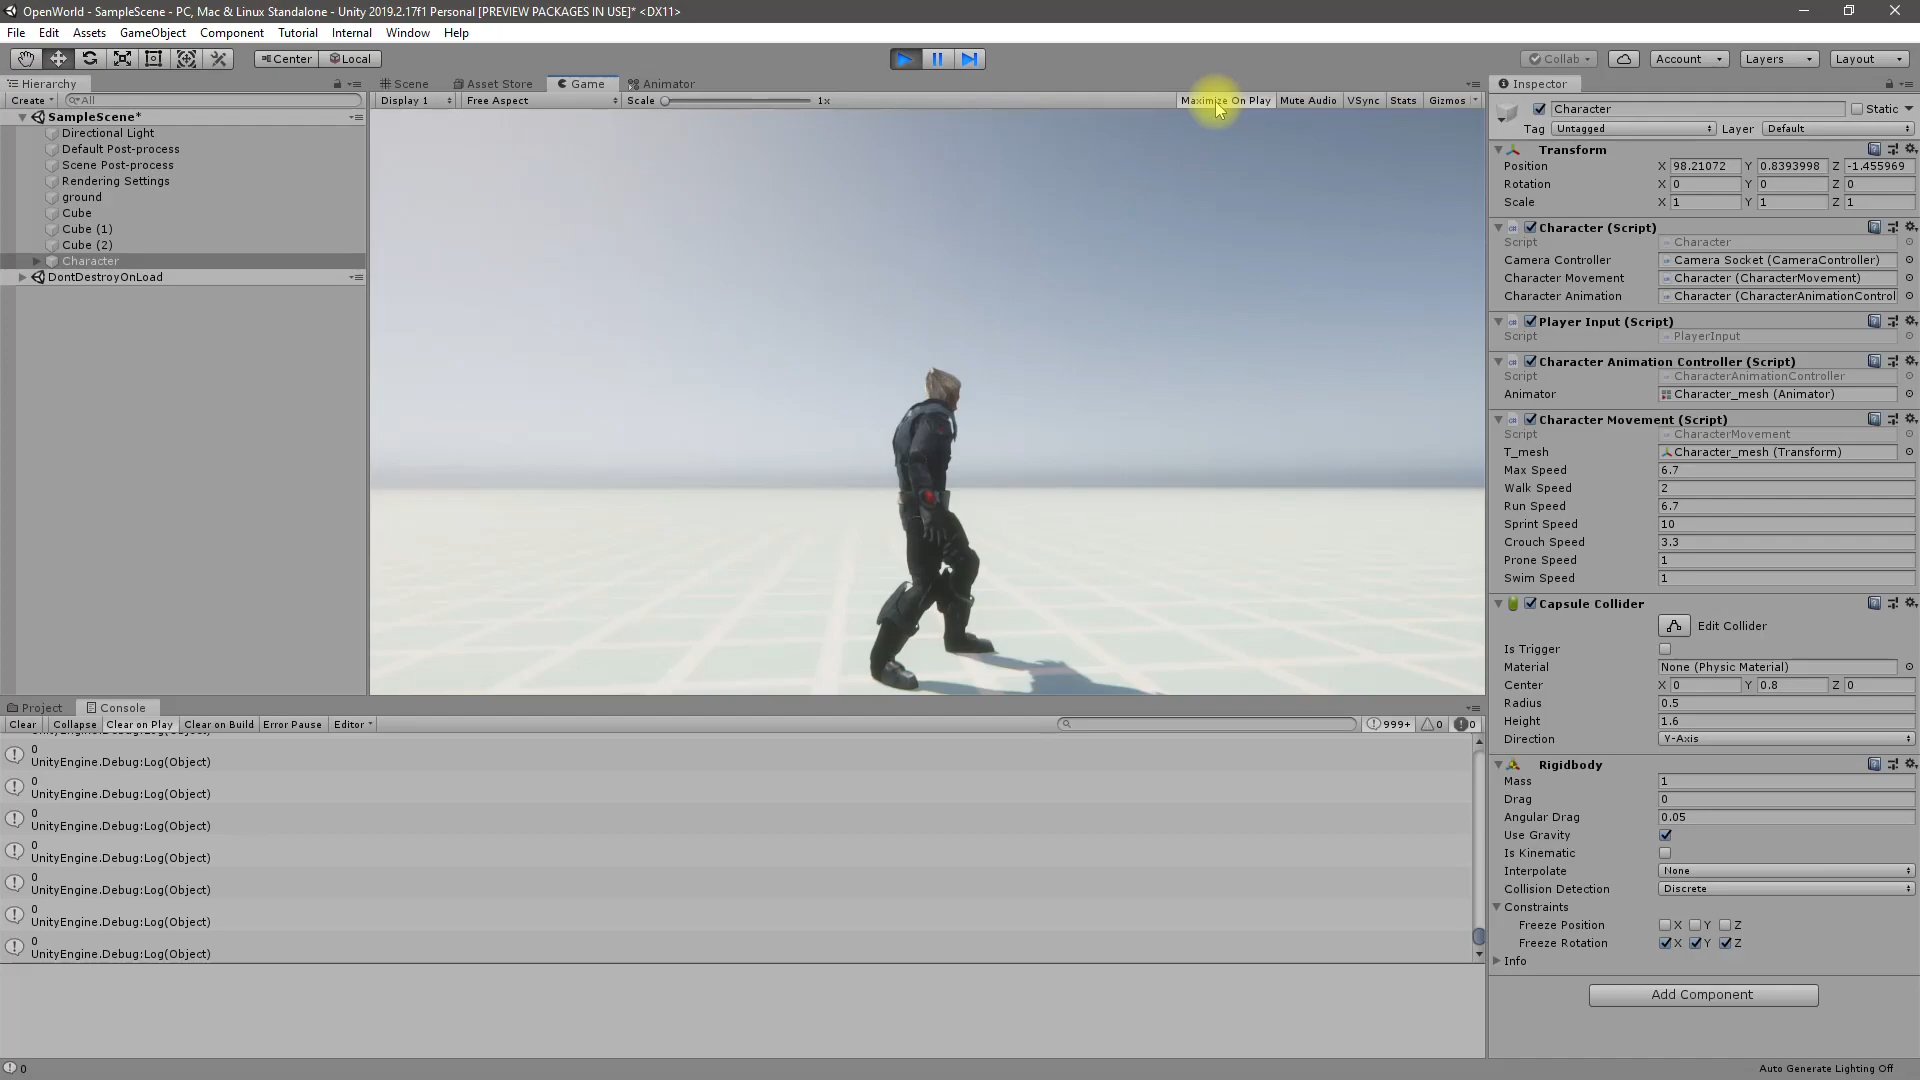 OpenWorld - SampleScene - PC, Mac & Linux Standalone - Unity 2019.2.17f1 Personal [PREVIEW PACKAGES IN USE]* <DX11>
File Edit Assets GameObject Component Tutorial Internal Window Help
Center Local Collab Account Layers Layout
Hierarchy
Create All
SampleScene*
Directional Light
Default Post-process
Scene Post-process
Rendering Settings
ground
Cube
Cube (1)
Cube (2)
Character
DontDestroyOnLoad
Scene Asset Store Game Animator
Display 1 Free Aspect Scale 1x Maximize On Play Mute Audio VSync Stats Gizmos
Project Console
Clear Collapse Clear on Play Clear on Build Error Pause Editor 999+ 0 0
UnityEngine.Debug:Log(Object)
0
UnityEngine.Debug:Log(Object)
0
UnityEngine.Debug:Log(Object)
0
UnityEngine.Debug:Log(Object)
0
UnityEngine.Debug:Log(Object)
0
UnityEngine.Debug:Log(Object)
0
UnityEngine.Debug:Log(Object)
0
UnityEngine.Debug:Log(Object)
0
Inspector
Character Static
Tag Untagged Layer Default
Transform
Position X 98.21072 Y 0.8393998 Z -1.455969
Rotation X 0 Y 0 Z 0
Scale X 1 Y 1 Z 1
Character (Script)
Script Character
Camera Controller Camera Socket (CameraController)
Character Movement Character (CharacterMovement)
Character Animation Character (CharacterAnimationControl
Player Input (Script)
Script PlayerInput
Character Animation Controller (Script)
Script CharacterAnimationController
Animator Character_mesh (Animator)
Character Movement (Script)
Script CharacterMovement
T_mesh Character_mesh (Transform)
Max Speed 6.7
Walk Speed 2
Run Speed 6.7
Sprint Speed 10
Crouch Speed 3.3
Prone Speed 1
Swim Speed 1
Capsule Collider
Edit Collider
Is Trigger
Material None (Physic Material)
Center X 0 Y 0.8 Z 0
Radius 0.5
Height 1.6
Direction Y-Axis
Rigidbody
Mass 1
Drag 0
Angular Drag 0.05
Use Gravity
Is Kinematic
Interpolate None
Collision Detection Discrete
Constraints
Freeze Position X Y Z
Freeze Rotation X Y Z
Info
Add Component
Auto Generate Lighting Off